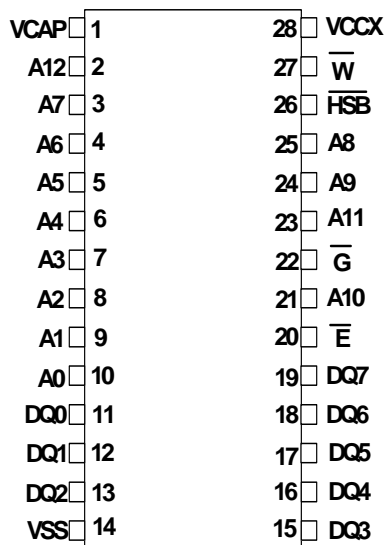 VCAP 1 28 VCCX
A12 2 27 W
A7 3 26 HSB
A6 4 25 A8
A5 5 24 A9
A4 6 23 A11
A3 7 22 G
A2 8 21 A10
A1 9 20 E
A0 10 19 DQ7
DQ0 11 18 DQ6
DQ1 12 17 DQ5
DQ2 13 16 DQ4
VSS 14 15 DQ3